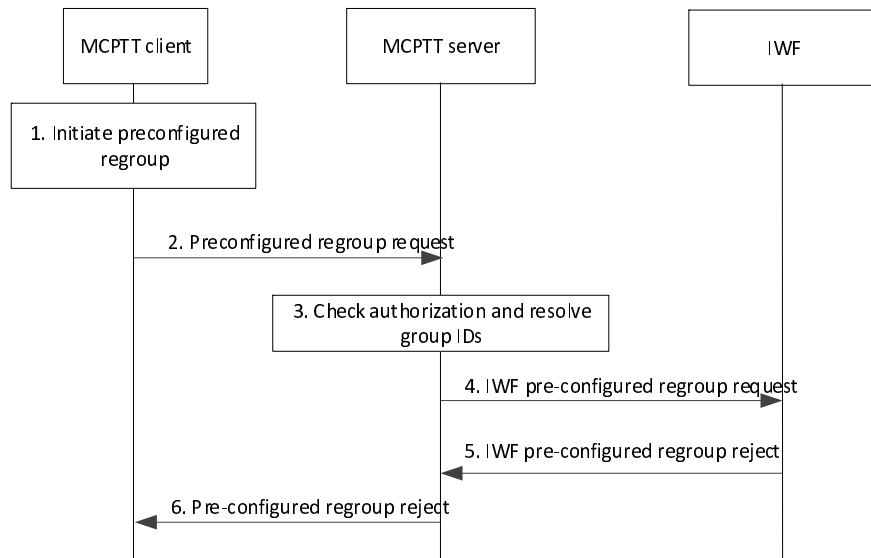 MCPTT client
MCPTT server
IWF
1. Initiate preconfigured
regroup
2. Preconfigured regroup request
3. Check authorization and resolve
group IDs
4. IWF pre-configured regroup request
5. IWF pre-configured regroup reject
6. Pre-configured regroup reject